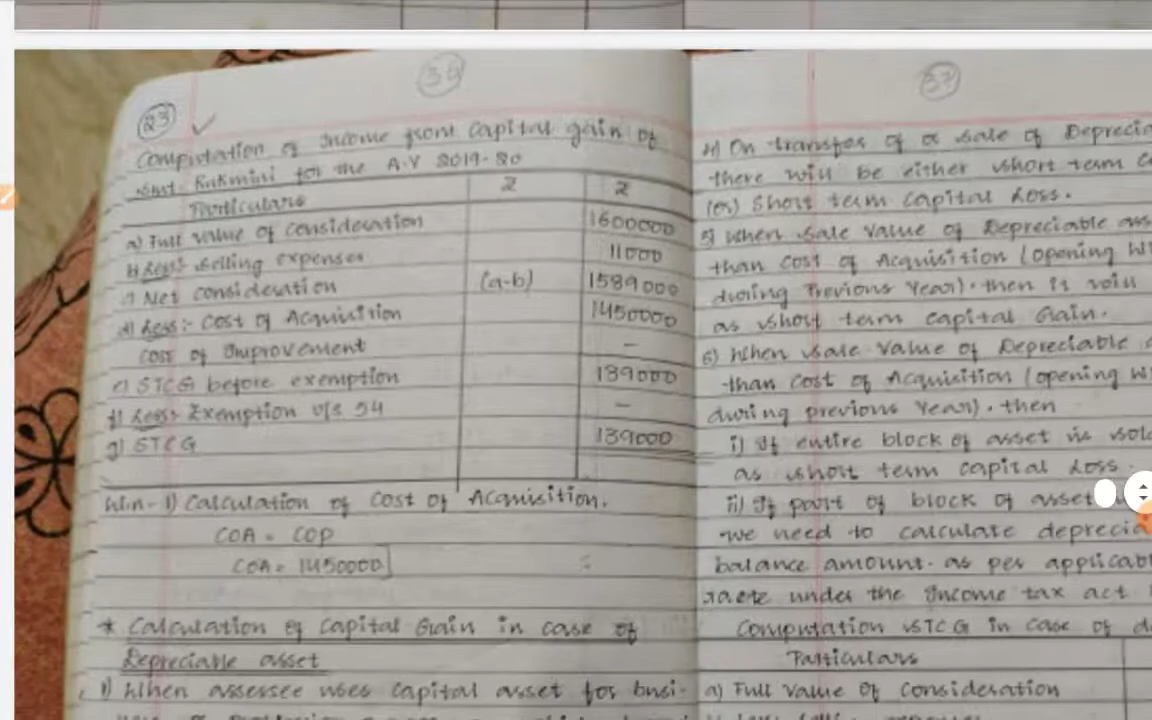 36
23
Computation of Income from Capital gain of
Smt. Rukmini for the A.Y 2019-20
Particulars ₹ ₹
a) Full value of consideration 1600000
b) Less:- selling expenses 11000
c) Net consideration (a-b) 1589000
d) Less:- Cost of Acquisition 1450000
Cost of Improvement -
e) STCG before exemption 139000
f) Less:- Exemption U/s 54 -
g) STCG 139000
W.n-1) Calculation of Cost of Acquisition.
COA = COP
COA = 1450000
* Calculation of Capital Gain in case of
Depreciable asset
1) When assessee uses capital asset for busi-
37
4) On transfer of a sale of Deprecia
there will be either short term
(or) Short term capital Loss.
5) When sale value of Depreciable
than cost of Acquisition (opening
during Previous Year). then it will
as short term capital Gain.
6) When sale value of Depreciable
than cost of Acquisition (opening
during previous Year). then
i) If entire block of asset is sol
as short term capital Loss.
ii) If part of block of asset
we need to calculate deprecia
balance amount. as per applicab
under the Income tax act
Computation STCG in case of
Particulars
a) Full value of consideration